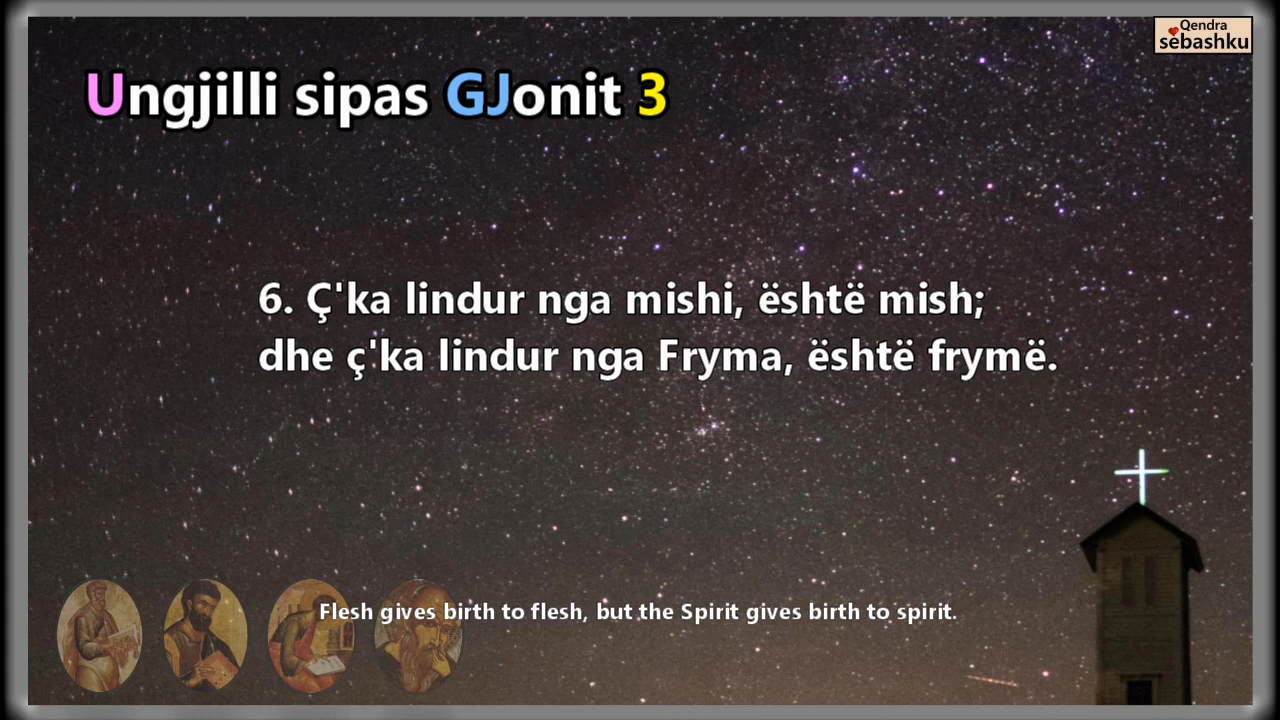 Qendra
sëbashku
Ungjilli sipas GJonit 3
6. Ç'ka lindur nga mishi, është mish;
dhe ç'ka lindur nga Fryma, është frymë.
Flesh gives birth to flesh, but the Spirit gives birth to spirit.